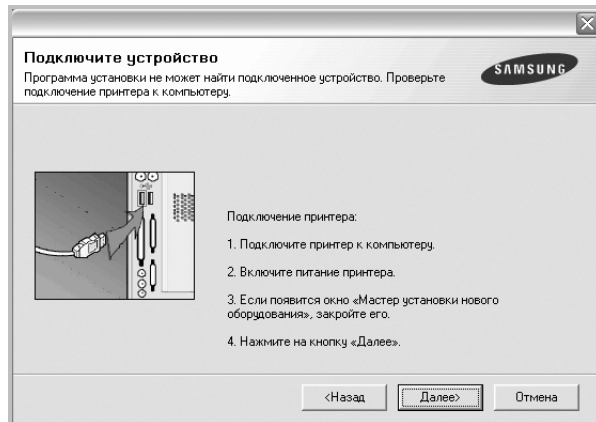 Подключите устройство
Программа установки не может найти подключенное устройство. Проверьте
подключение принтера к компьютеру.
SAMSUNG
Подключение принтера:
1. Подключите принтер к компьютеру.
2. Включите питание принтера.
3. Если появится окно «Мастер установки нового
оборудования», закройте его.
4. Нажмите на кнопку «Далее».
<Назад
Далее>
Отмена